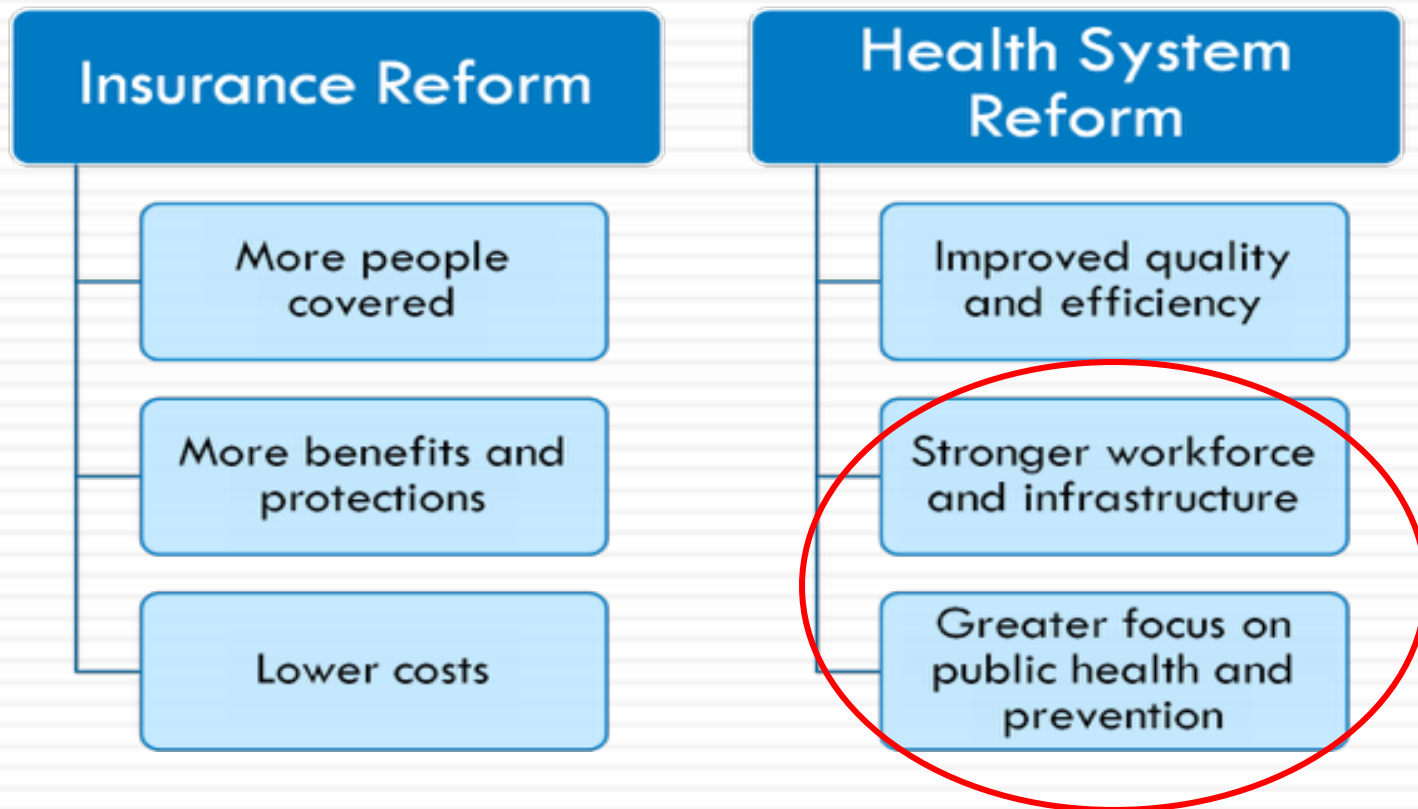 Insurance Reform
More people
covered
More benefits and
protections
Lower costs
Health System
Reform
Improved quality
and efficiency
Stronger workforce
and infrastructure
Greater focus on
public health and
prevention